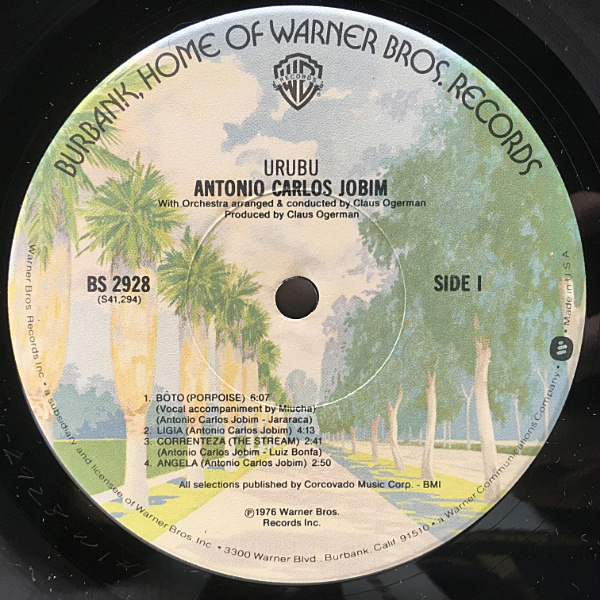 BURBANK, HOME OF WARNER BROS. RECORDS
WB
RECORDS
URUBU
ANTONIO CARLOS JOBIM
With Orchestra arranged & conducted by Claus Ogerman
Produced by Claus Ogerman
BS 2928
(S41,294)
SIDE 1
1. BOTO (PORPOISE) 6:07
(Vocal accompaniment by Miucha)
(Antonio Carlos Jobim - Jararaca)
2. LIGIA (Antonio Carlos Jobim) 4:13
3. CORRENTEZA (THE STREAM) 2:41
(Antonio Carlos Jobim - Luiz Bonfa)
4. ANGELA (Antonio Carlos Jobim) 2:50
All selections published by Corcovado Music Corp. - BMI
℗1976 Warner Bros.
Records Inc.
Warner Bros. Records Inc. • a subsidiary and licensee of Warner Bros. Inc. • 3300 Warner Blvd., Burbank, Calif. 91510 • a Warner Communications Company. • Made in U.S.A.